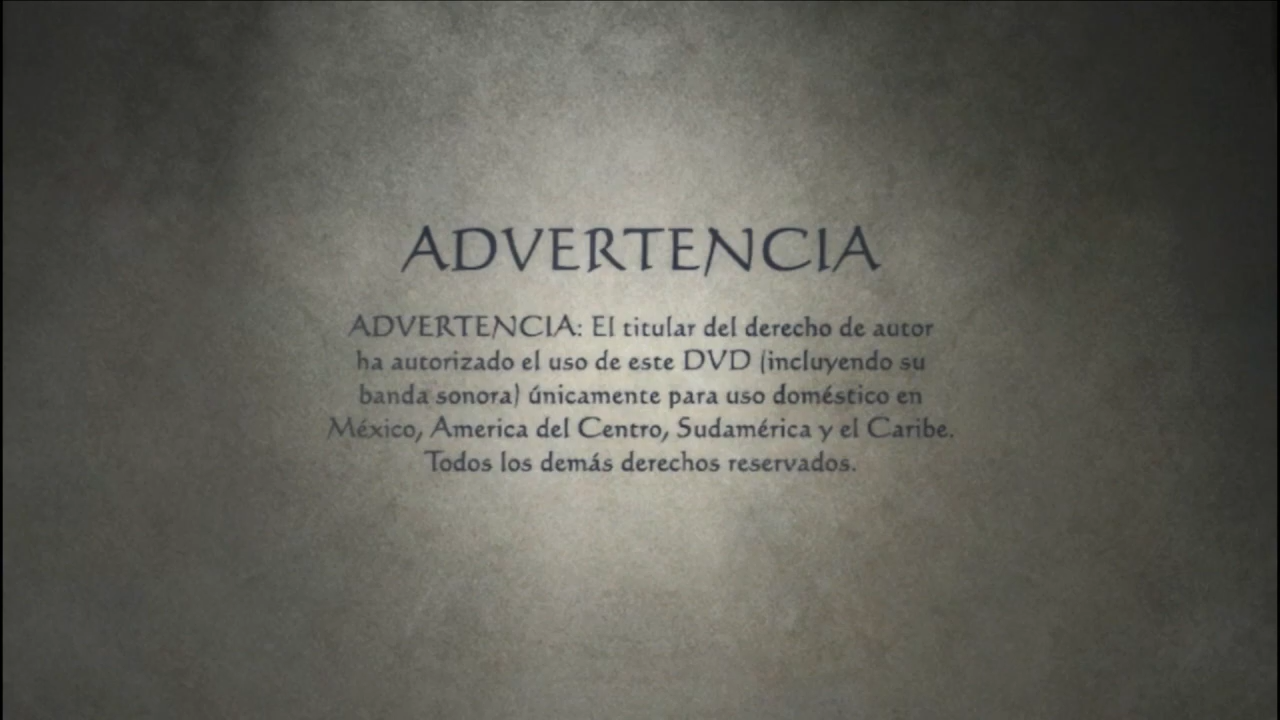 ADVERTENCIA
ADVERTENCIA: El titular del derecho de autor
ha autorizado el uso de este DVD (incluyendo su
banda sonora) únicamente para uso doméstico en
México, America del Centro, Sudamérica y el Caribe.
Todos los demás derechos reservados.